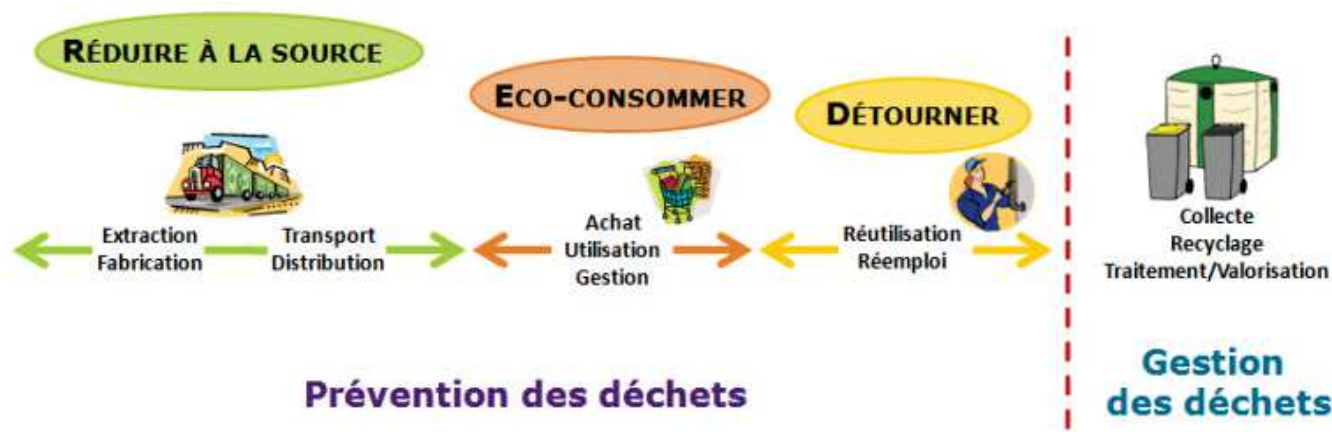 RÉDUIRE À LA SOURCE
ECO-CONSOMMER
DÉTOURNER
Extraction
Fabrication
Transport
Distribution
Achat
Utilisation
Gestion
Réutilisation
Réemploi
Collecte
Recyclage
Traitement/Valorisation
Prévention des déchets
Gestion
des déchets